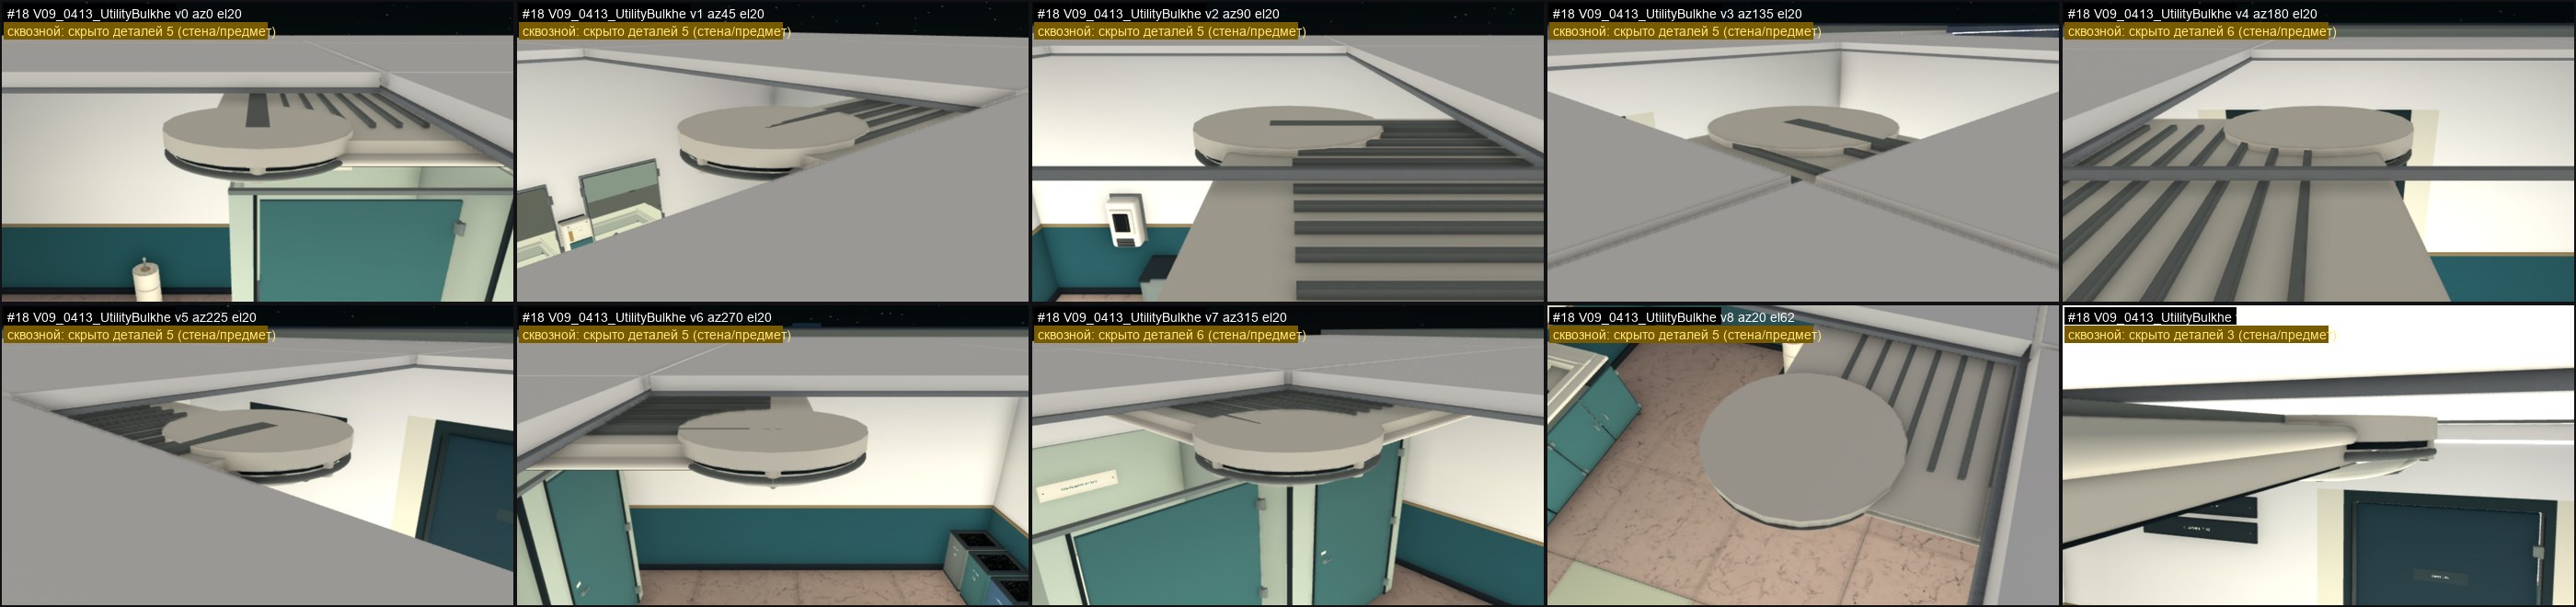 #18 V09_0413_UtilityBulkhe v0 az0 el20
сквозной: скрыто деталей 5 (стена/предмет)
#18 V09_0413_UtilityBulkhe v1 az45 el20
сквозной: скрыто деталей 5 (стена/предмет)
#18 V09_0413_UtilityBulkhe v2 az90 el20
сквозной: скрыто деталей 5 (стена/предмет)
#18 V09_0413_UtilityBulkhe v3 az135 el20
сквозной: скрыто деталей 5 (стена/предмет)
#18 V09_0413_UtilityBulkhe v4 az180 el20
сквозной: скрыто деталей 6 (стена/предмет)
#18 V09_0413_UtilityBulkhe v5 az225 el20
сквозной: скрыто деталей 5 (стена/предмет)
#18 V09_0413_UtilityBulkhe v6 az270 el20
сквозной: скрыто деталей 5 (стена/предмет)
#18 V09_0413_UtilityBulkhe v7 az315 el20
сквозной: скрыто деталей 6 (стена/предмет)
#18 V09_0413_UtilityBulkhe v8 az20 el62
сквозной: скрыто деталей 5 (стена/предмет)
#18 V09_0413_UtilityBulkhe
сквозной: скрыто деталей 3 (стена/предмет)